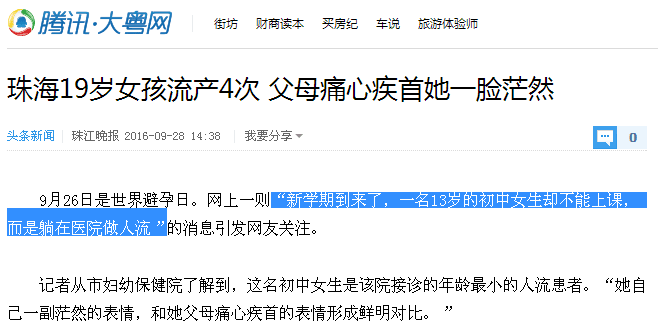 腾讯·大粤网 街坊 财商读本 买房纪 车说 旅游体验师
珠海19岁女孩流产4次 父母痛心疾首她一脸茫然
头条新闻 珠江晚报 2016-09-28 14:38 我要分享 0
9月26日是世界避孕日。网上一则“新学期到来了，一名13岁的初中女生却不能上课，
而是躺在医院做人流”的消息引发网友关注。
记者从市妇幼保健院了解到，这名初中女生是该院接诊的年龄最小的人流患者。“她自
己一副茫然的表情，和她父母痛心疾首的表情形成鲜明对比。”